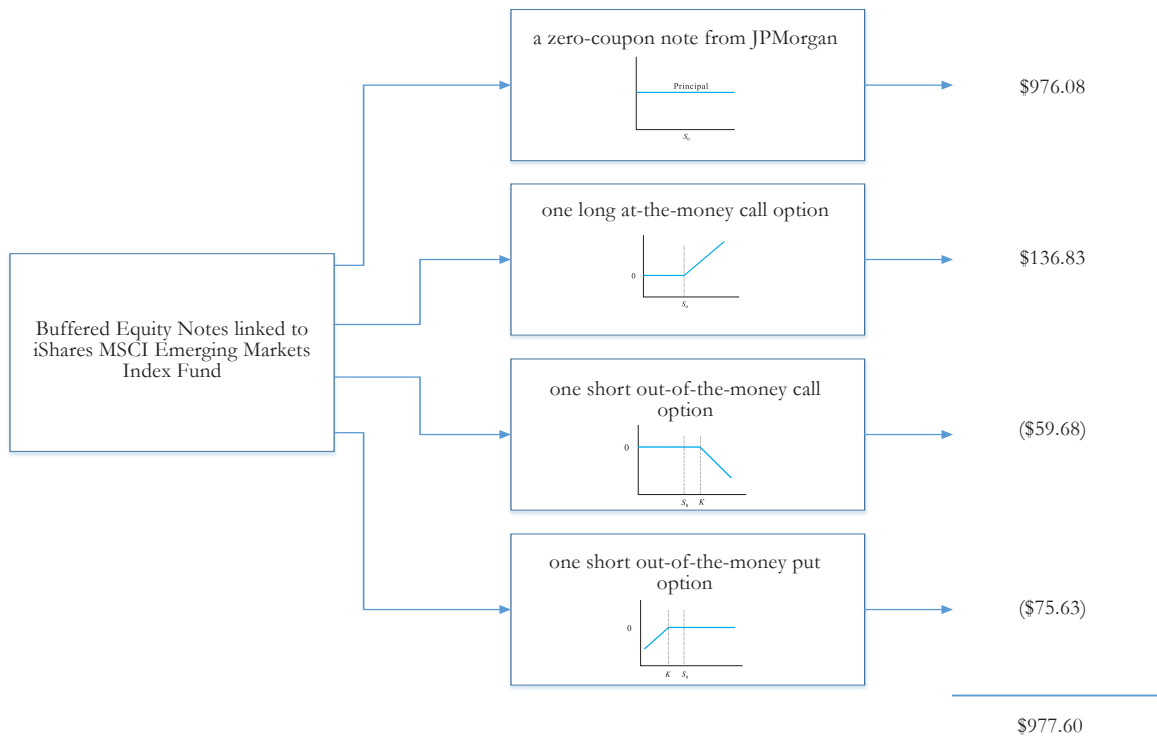 a zero-coupon note from JPMorgan
Principal
S₀
$976.08
one long at-the-money call option
0
S₀
$136.83
Buffered Equity Notes linked to
iShares MSCI Emerging Markets
Index Fund
one short out-of-the-money call
option
0
S₀ K
($59.68)
one short out-of-the-money put
option
0
K S₀
($75.63)
$977.60